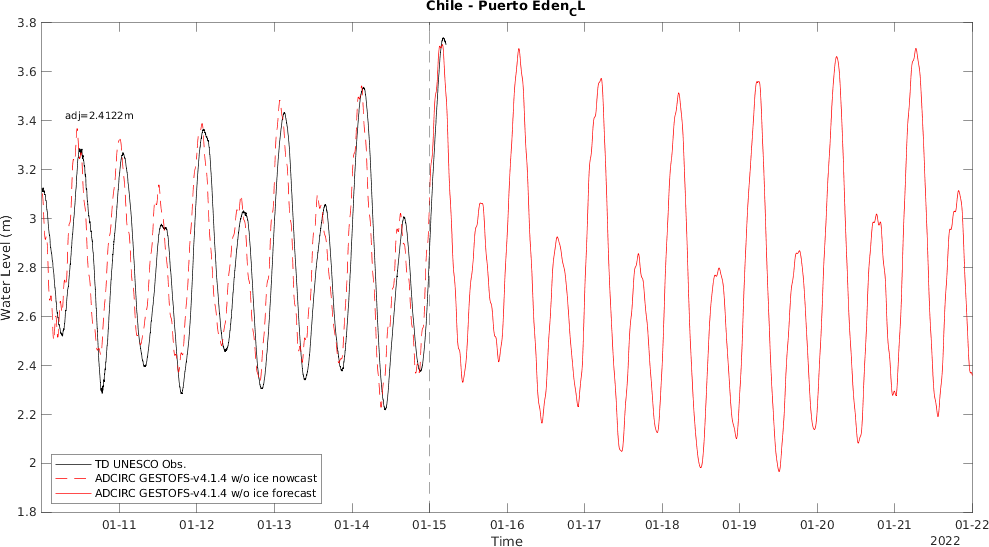 Chile - Puerto Eden_CL
3.8
3.6
3.4
3.2
3
2.8
2.6
2.4
2.2
2
1.8
Water Level (m)
adj=2.4122m
TD UNESCO Obs.
ADCIRC GESTOFS-v4.1.4 w/o ice nowcast
ADCIRC GESTOFS-v4.1.4 w/o ice forecast
01-11 01-12 01-13 01-14 01-15 01-16 01-17 01-18 01-19 01-20 01-21 01-22
Time
2022